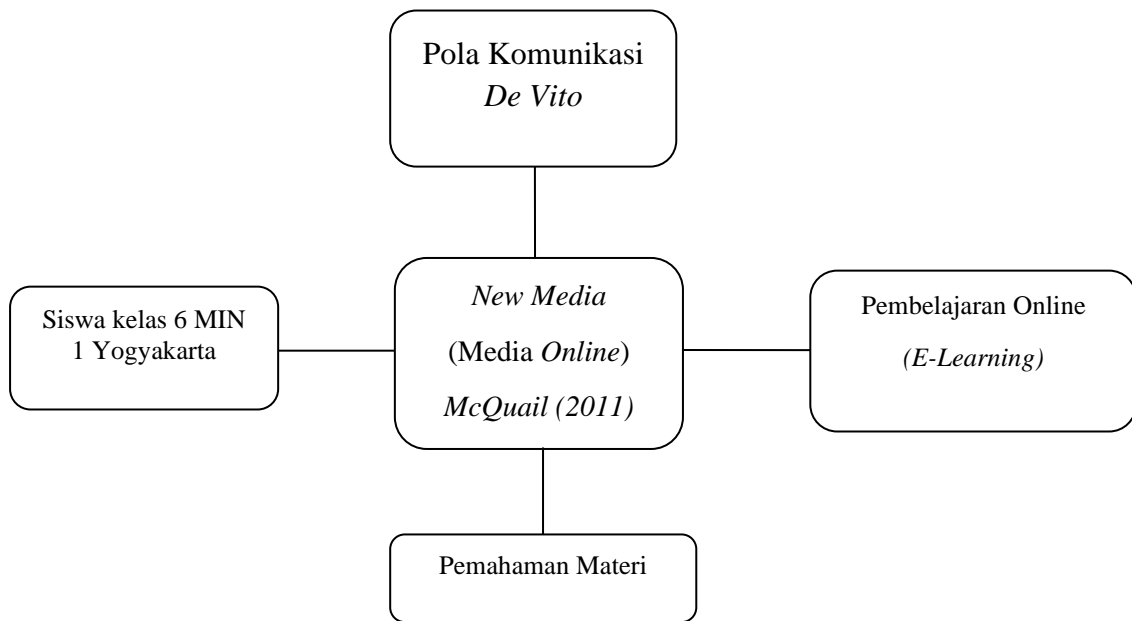 Pola Komunikasi
De Vito
Siswa kelas 6 MIN
1 Yogyakarta
New Media
(Media Online)
McQuail (2011)
Pembelajaran Online
(E-Learning)
Pemahaman Materi